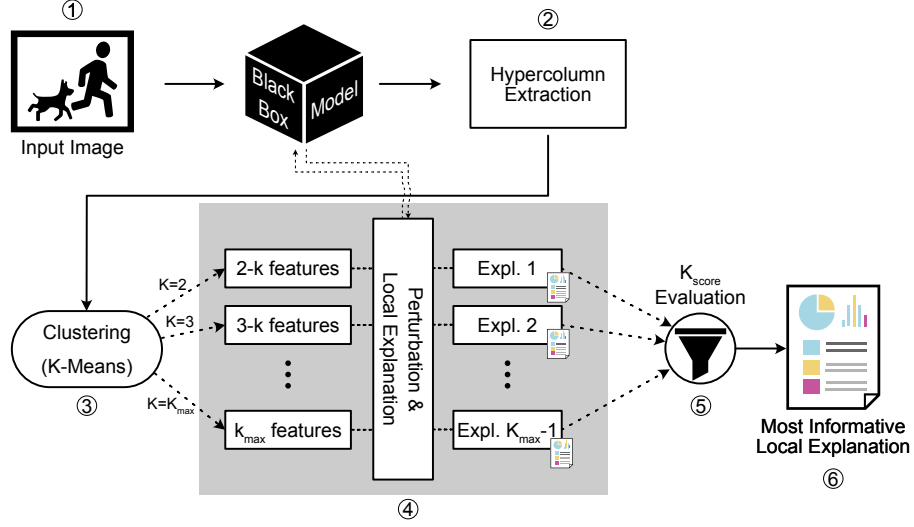 ①
Input Image
Black
Box
Model
②
Hypercolumn
Extraction
Clustering
(K-Means)
③
K=2
K=3
K=Kmax
2-k features
3-k features
kmax features
Perturbation &
Local Explanation
Expl. 1
Expl. 2
Expl. Kmax-1
④
Kscore
Evaluation
⑤
Most Informative
Local Explanation
⑥